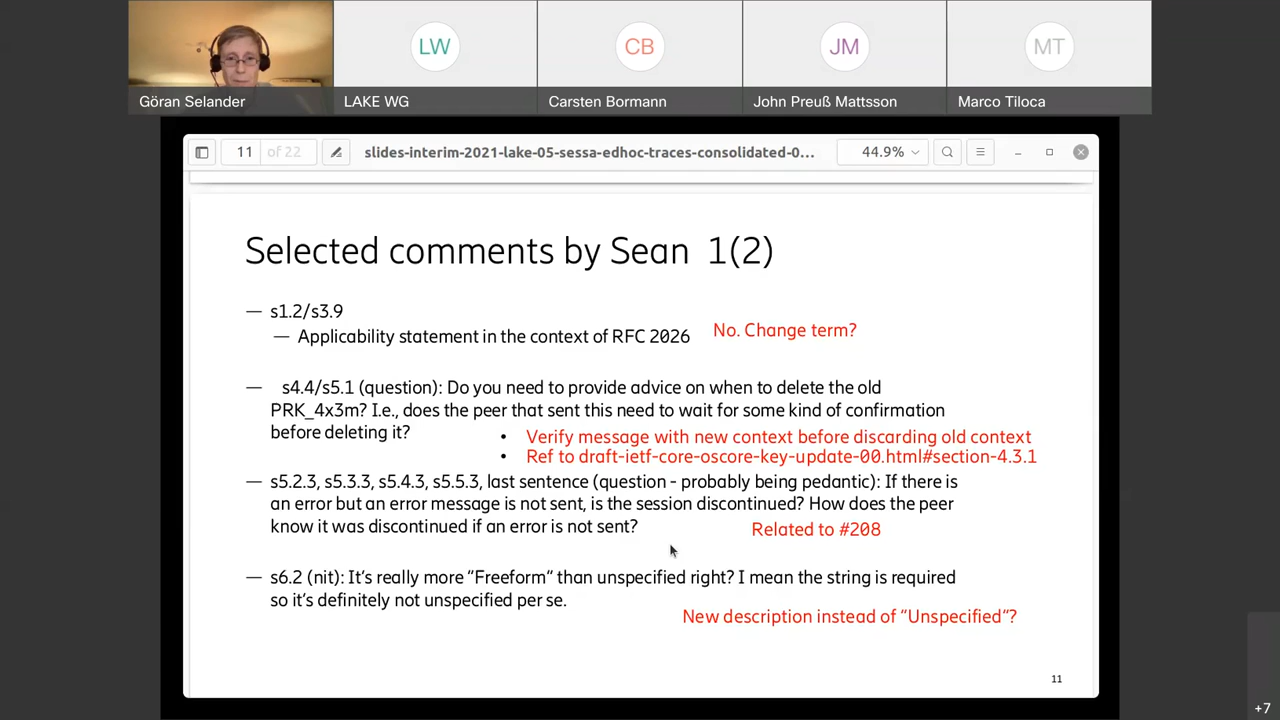 LW
CB
JM
MT
Göran Selander
LAKE WG
Carsten Bormann
John Preuß Mattsson
Marco Tiloca
11 of 22
slides-interim-2021-lake-05-sessa-edhoc-traces-consolidated-0...
44.9%
Selected comments by Sean 1(2)
— s1.2/s3.9
— Applicability statement in the context of RFC 2026
No. Change term?
— s4.4/s5.1 (question): Do you need to provide advice on when to delete the old
PRK_4x3m? I.e., does the peer that sent this need to wait for some kind of confirmation
before deleting it?
• Verify message with new context before discarding old context
• Ref to draft-ietf-core-oscore-key-update-00.html#section-4.3.1
— s5.2.3, s5.3.3, s5.4.3, s5.5.3, last sentence (question - probably being pedantic): If there is
an error but an error message is not sent, is the session discontinued? How does the peer
know it was discontinued if an error is not sent?
Related to #208
— s6.2 (nit): It's really more "Freeform" than unspecified right? I mean the string is required
so it's definitely not unspecified per se.
New description instead of "Unspecified"?
11
+7